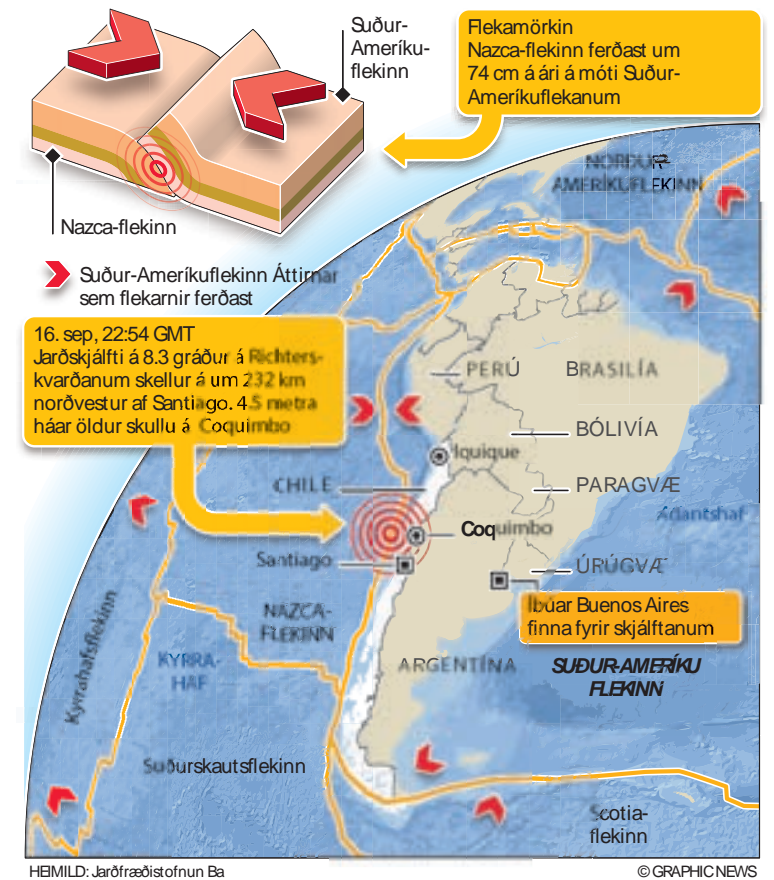 Suður-
Ameríku-
flekinn
Flekamörkin
Nazca-flekinn ferðast um
74 cm á ári á móti Suður-
Ameríuflekanum
Nazca-flekinn
Suður-Ameríkuflekinn Áttirnar
sem flekarnir ferðast
NORÐUR-
AMERÍKUFLEKINN
16. sep, 22:54 GMT
Jarðskjálfti á 8.3 gráður á Richters-
kvarðanum skellur á um 232 km
norðvestur af Santiago. 4.5 metra
háar öldur skullu á Coquimbo
PERÚ
BRASILÍA
BÓLIVÍA
Iquique
CHILE
PARAGVÆ
Atlantshaf
Coquimbo
Santiago
ÚRÚGVÆ
Íbúar Buenos Aires
finna fyrir skjálftanum
NAZCA-
FLEKINN
Kyrrahafsflekinn
KYRRA-
HAF
ARGENTÍNA
SUÐUR-AMERÍKU
FLEKINN
Suðurskautsflekinn
Scotia-
flekinn
HEIMILD: Jarðfræðistofnun Ba
© GRAPHIC NEWS